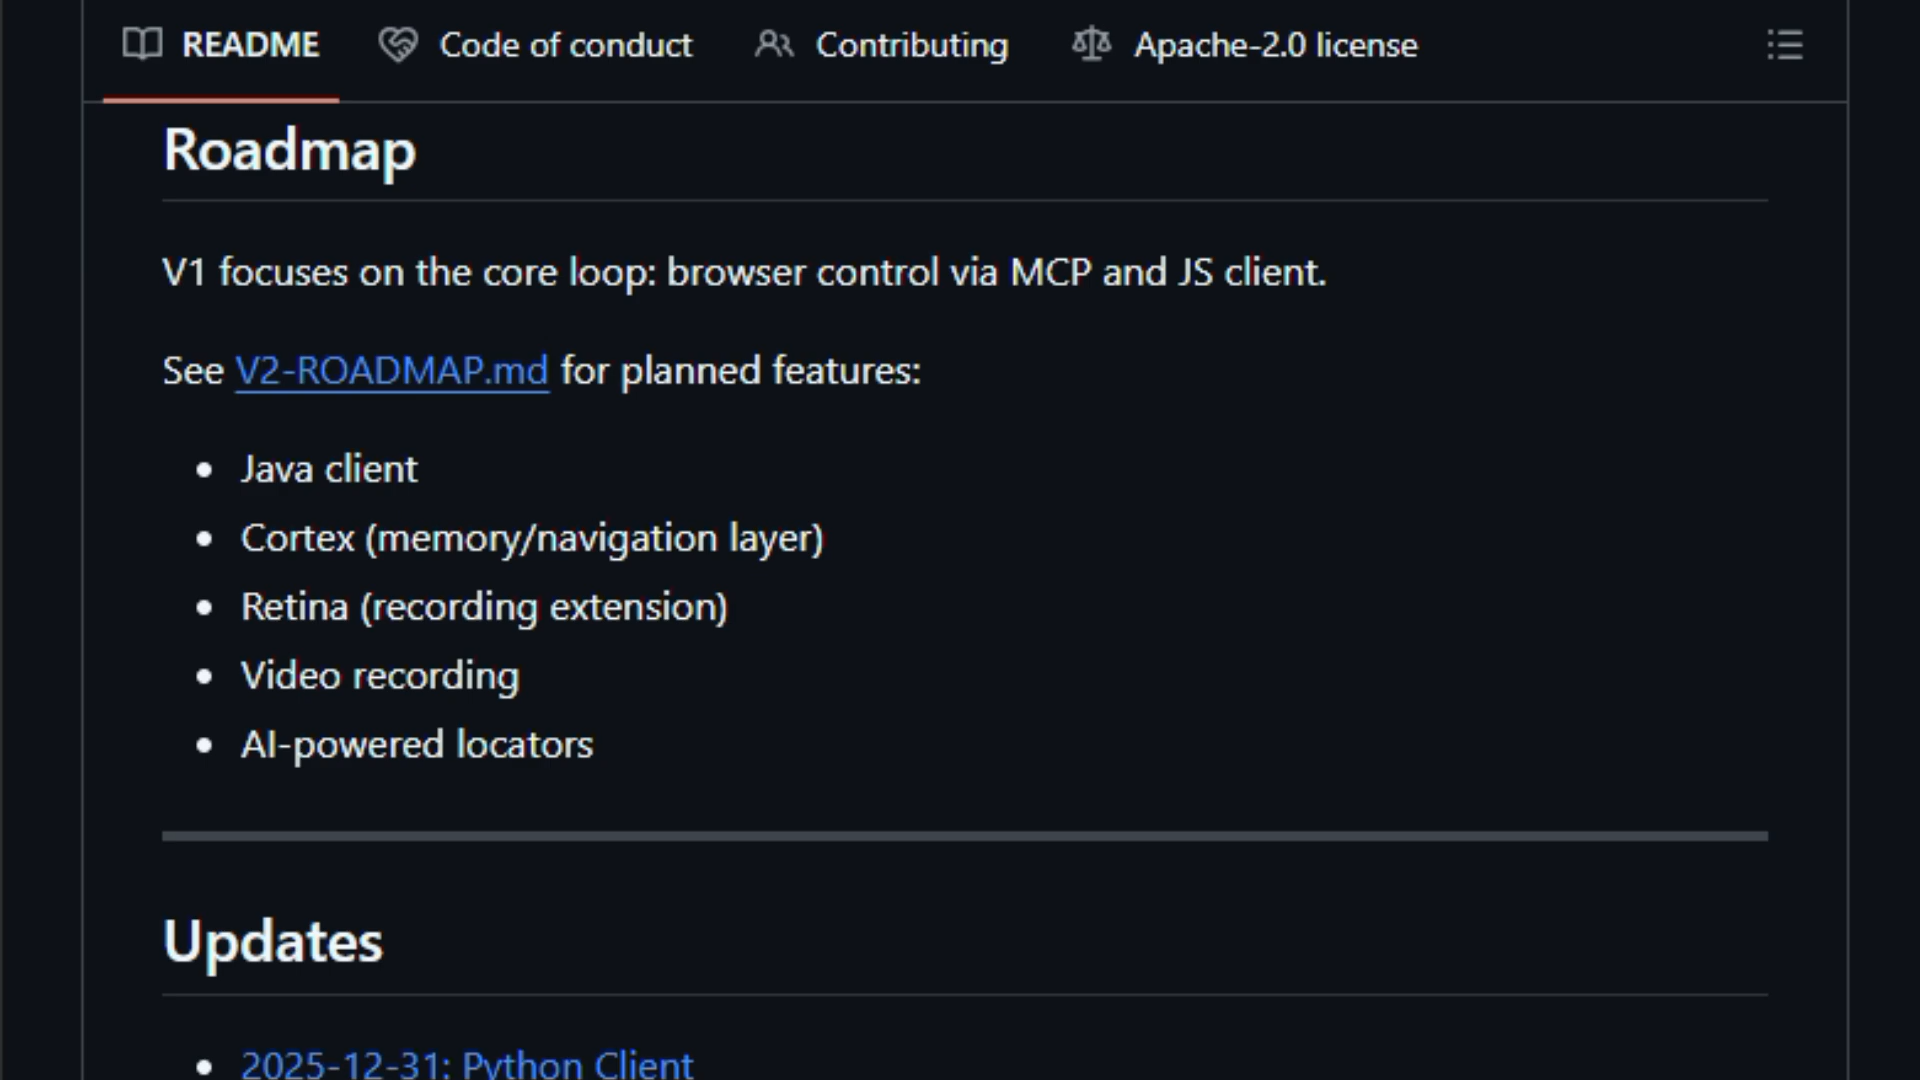 README Code of conduct Contributing Apache-2.0 license
Roadmap
V1 focuses on the core loop: browser control via MCP and JS client.
See V2-ROADMAP.md for planned features:
Java client
Cortex (memory/navigation layer)
Retina (recording extension)
Video recording
AI-powered locators
Updates
2025-12-31: Python Client